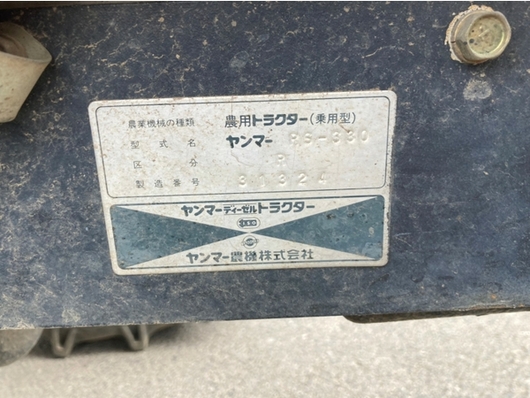 農業機械の種類 農用トラクター(乗用型)
型式名 ヤンマー RS-330
区分 R
製造番号 31324
ヤンマーディーゼルトラクター
ヤンマー農機株式会社